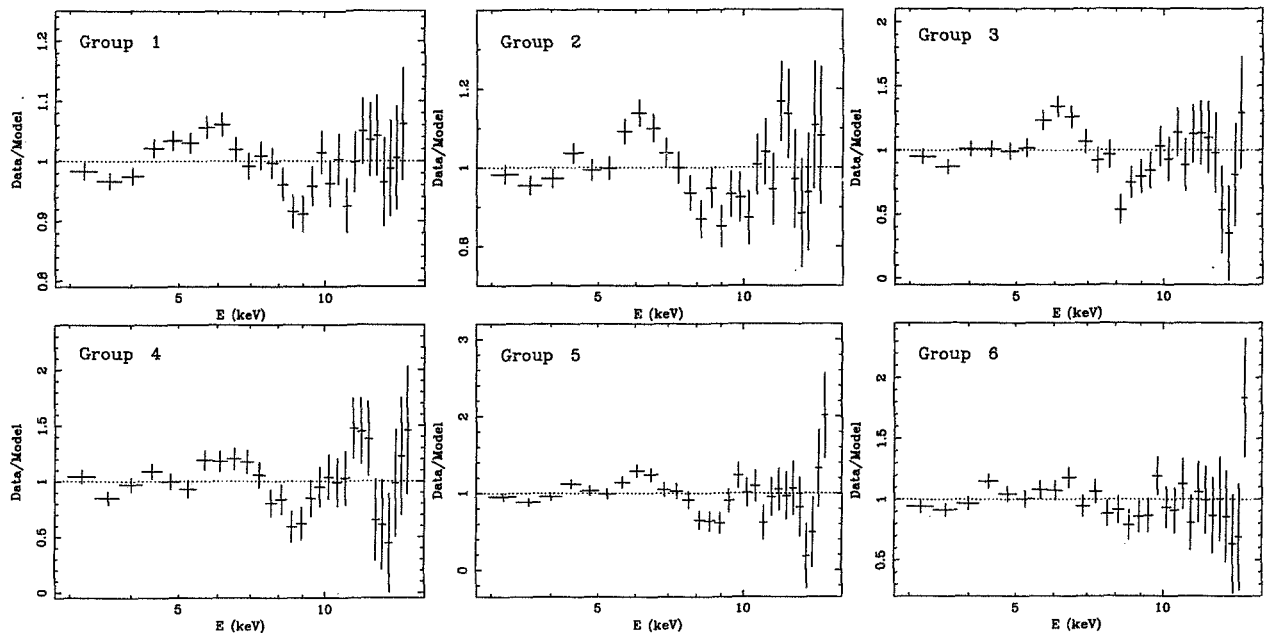 Group 1
Data/Model
1.2
1.1
1
0.9
0.8
5
10
E (keV)
Group 2
Data/Model
1.2
1
0.8
5
10
E (keV)
Group 3
Data/Model
2
1.5
1
0.5
0
5
10
E (keV)
Group 4
Data/Model
2
1.5
1
0.5
0
5
10
E (keV)
Group 5
Data/Model
3
2
1
0
5
10
E (keV)
Group 6
Data/Model
2
1.5
1
0.5
5
10
E (keV)